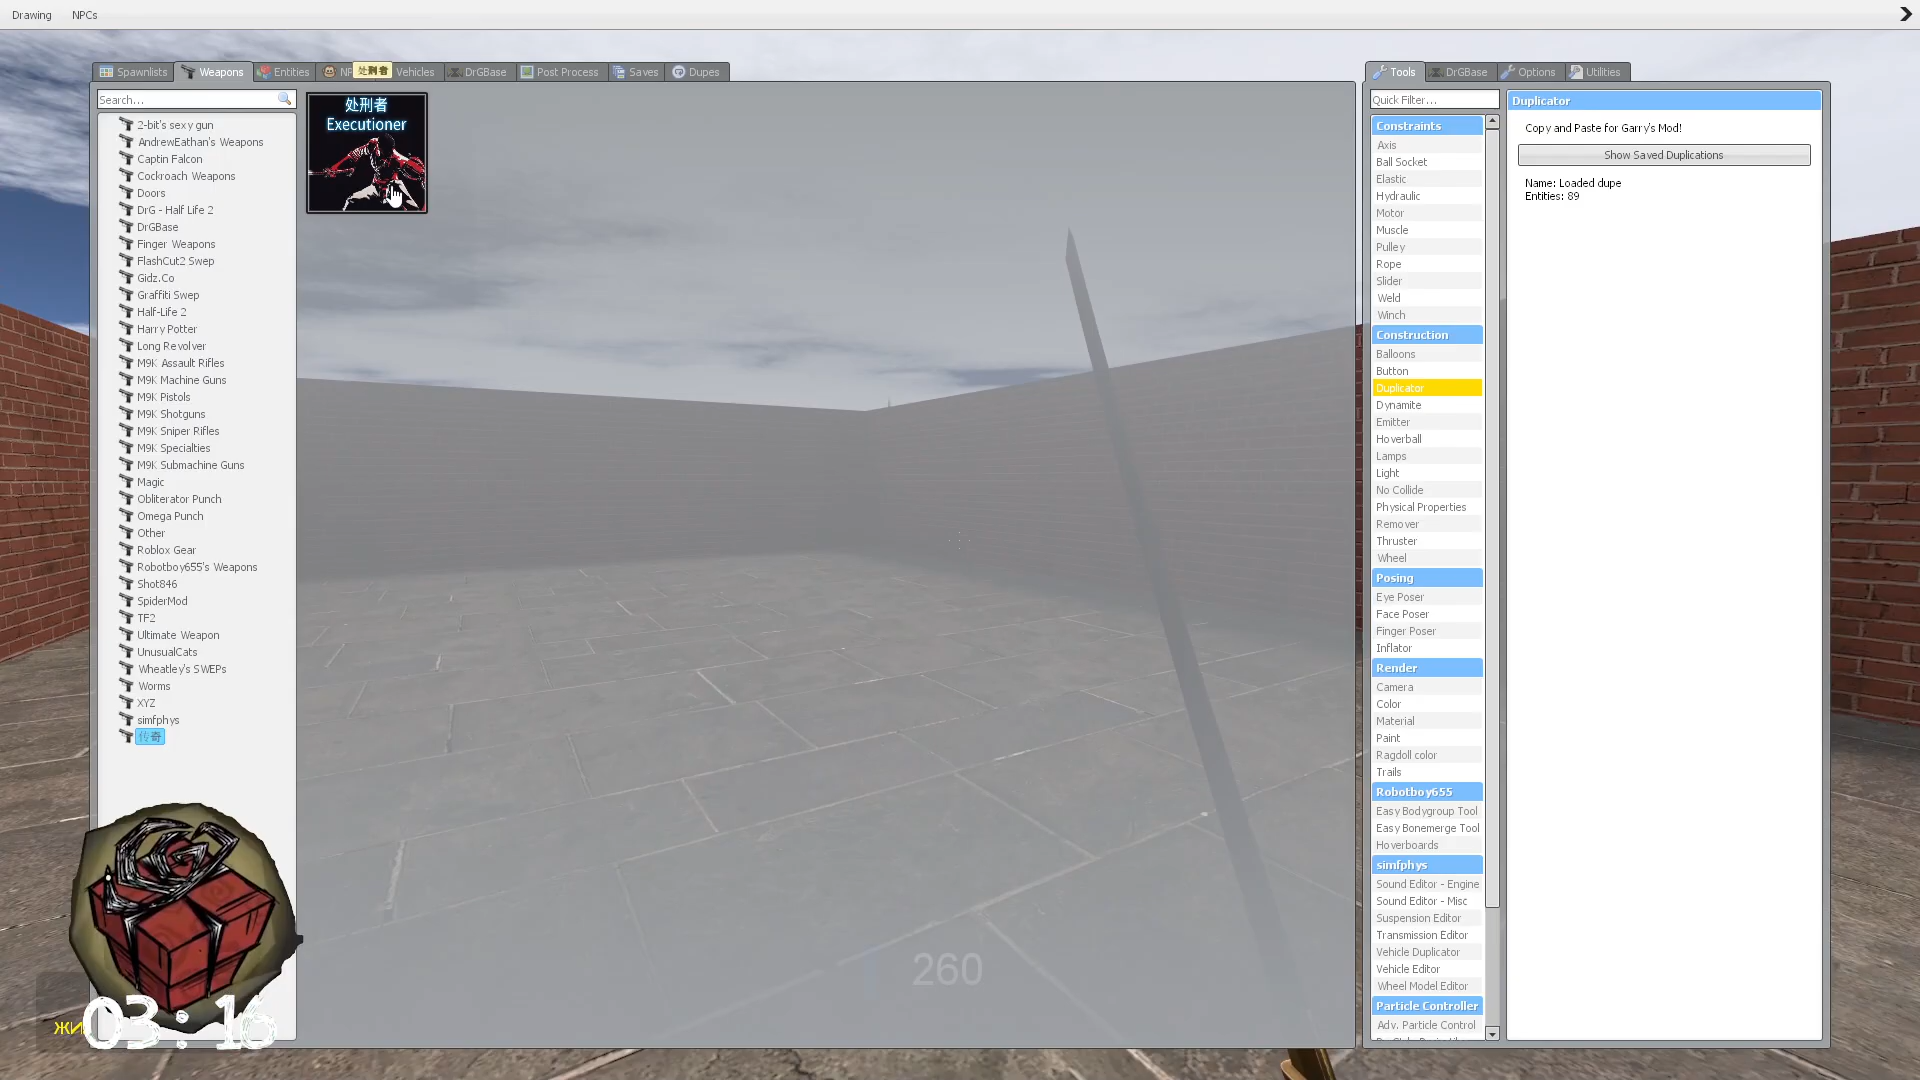 Drawing NPCs
Spawnlists Weapons Entities 处刑者 Vehicles DrGBase Post Process Saves Dupes
Search...
处刑者
Executioner
2-bit's sexy gun
AndrewEathan's Weapons
Captin Falcon
Cockroach Weapons
Doors
DrG - Half Life 2
DrGBase
Finger Weapons
FlashCut2 Swep
Gidz.Co
Graffiti Swep
Half-Life 2
Harry Potter
Long Revolver
M9K Assault Rifles
M9K Machine Guns
M9K Pistols
M9K Shotguns
M9K Sniper Rifles
M9K Specialties
M9K Submachine Guns
Magic
Obliterator Punch
Omega Punch
Other
Roblox Gear
Robotboy655's Weapons
Shot846
SpiderMod
TF2
Ultimate Weapon
UnusualCats
Wheatley's SWEPs
Worms
XYZ
simfphys
传奇
03:16
260
Tools DrGBase Options Utilities
Quick Filter...
Constraints
Axis
Ball Socket
Elastic
Hydraulic
Motor
Muscle
Pulley
Rope
Slider
Weld
Winch
Construction
Balloons
Button
Duplicator
Dynamite
Emitter
Hoverball
Lamps
Light
No Collide
Physical Properties
Remover
Thruster
Wheel
Posing
Eye Poser
Face Poser
Finger Poser
Inflator
Render
Camera
Color
Material
Paint
Ragdoll color
Trails
Robotboy655
Easy Bodygroup Tool
Easy Bonemerge Tool
Hoverboards
simfphys
Sound Editor - Engine
Sound Editor - Misc
Suspension Editor
Transmission Editor
Vehicle Duplicator
Vehicle Editor
Wheel Model Editor
Particle Controller
Adv. Particle Control
Duplicator
Copy and Paste for Garry's Mod!
Show Saved Duplications
Name: Loaded dupe
Entities: 89